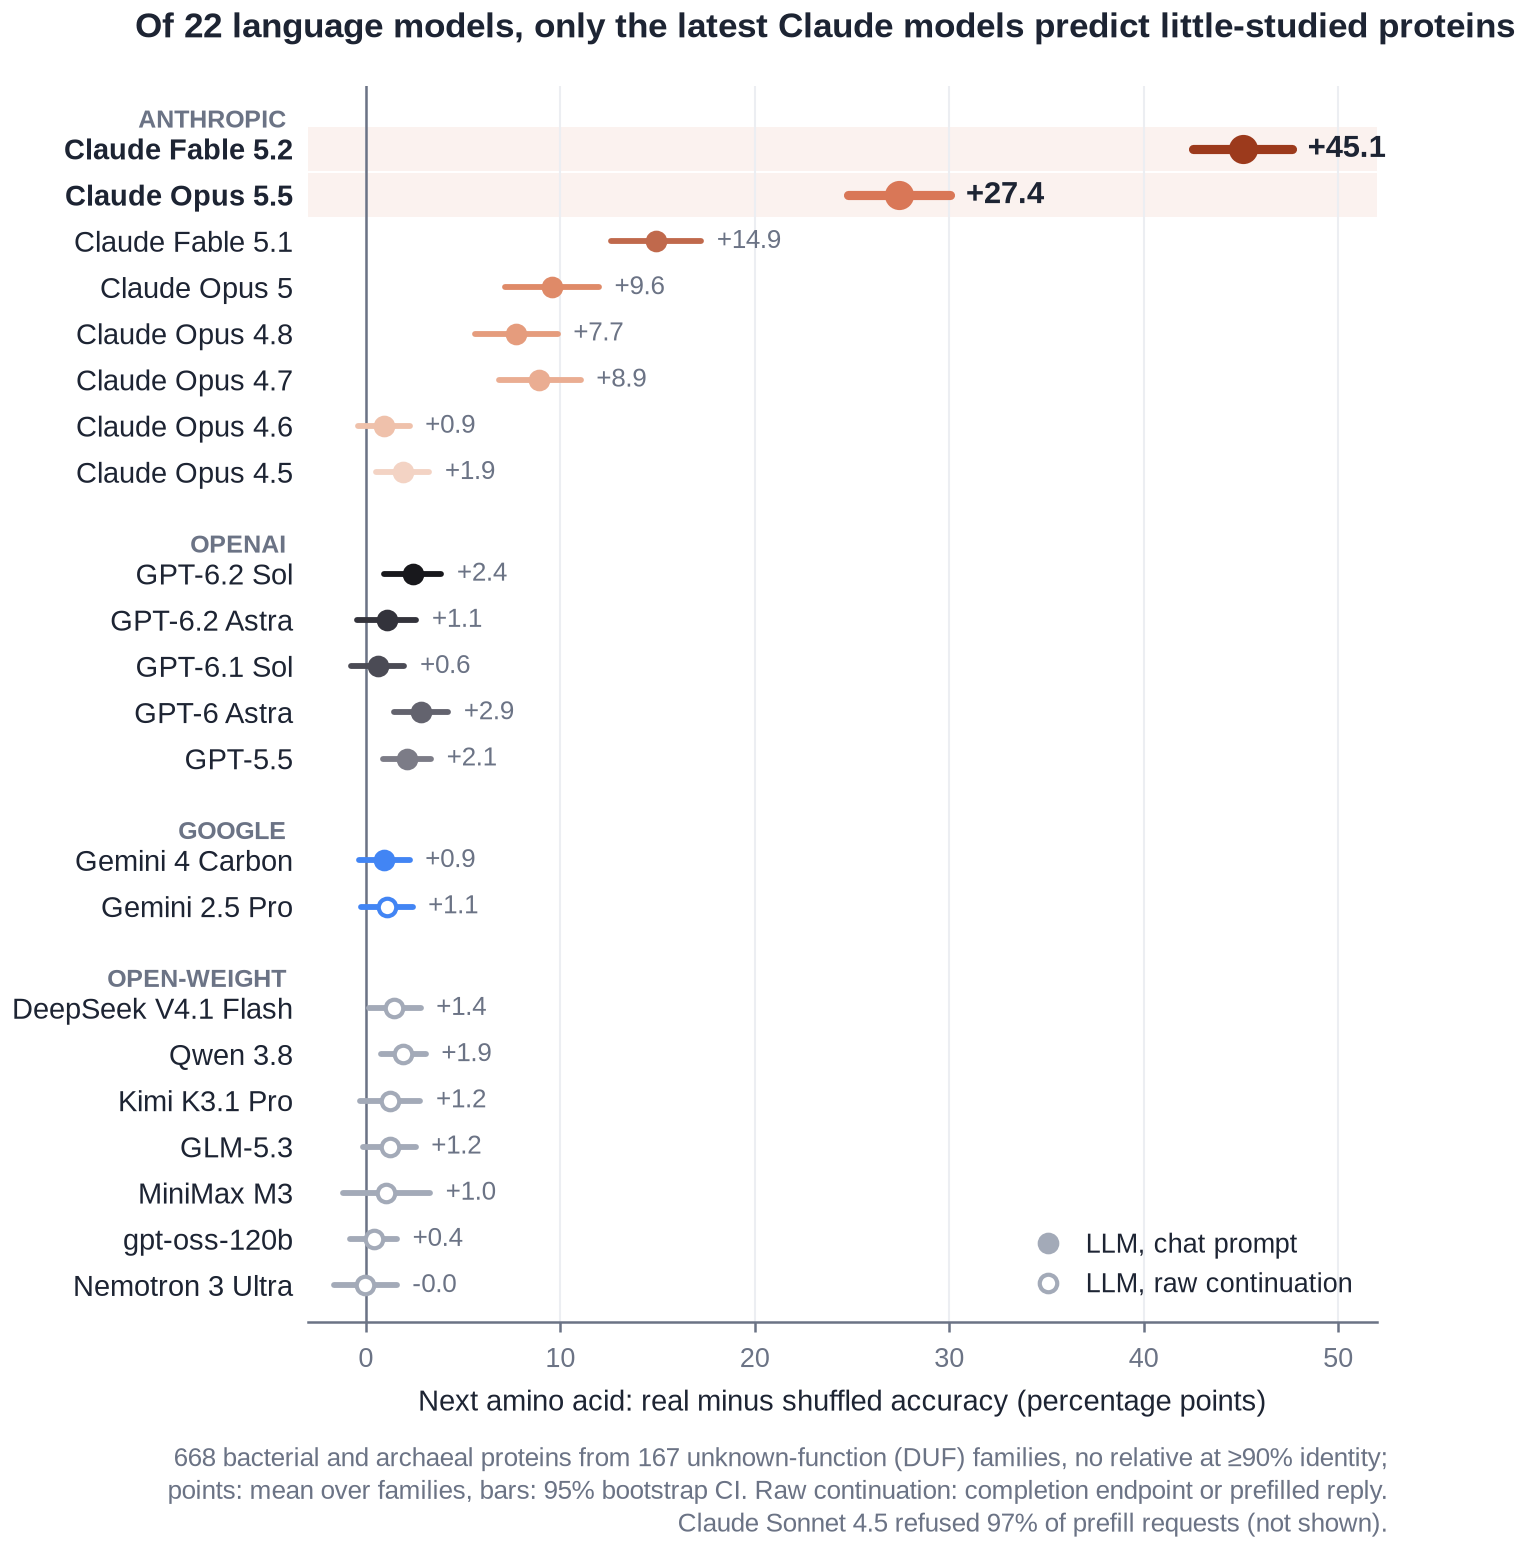 Of 22 language models, only the latest Claude models predict little-studied proteins
ANTHROPIC
Claude Fable 5.2 +45.1
Claude Opus 5.5 +27.4
Claude Fable 5.1 +14.9
Claude Opus 5 +9.6
Claude Opus 4.8 +7.7
Claude Opus 4.7 +8.9
Claude Opus 4.6 +0.9
Claude Opus 4.5 +1.9
OPENAI
GPT-6.2 Sol +2.4
GPT-6.2 Astra +1.1
GPT-6.1 Sol +0.6
GPT-6 Astra +2.9
GPT-5.5 +2.1
GOOGLE
Gemini 4 Carbon +0.9
Gemini 2.5 Pro +1.1
OPEN-WEIGHT
DeepSeek V4.1 Flash +1.4
Qwen 3.8 +1.9
Kimi K3.1 Pro +1.2
GLM-5.3 +1.2
MiniMax M3 +1.0
gpt-oss-120b +0.4
Nemotron 3 Ultra -0.0
LLM, chat prompt
LLM, raw continuation
0 10 20 30 40 50
Next amino acid: real minus shuffled accuracy (percentage points)
668 bacterial and archaeal proteins from 167 unknown-function (DUF) families, no relative at ≥90% identity;
points: mean over families, bars: 95% bootstrap CI. Raw continuation: completion endpoint or prefilled reply.
Claude Sonnet 4.5 refused 97% of prefill requests (not shown).